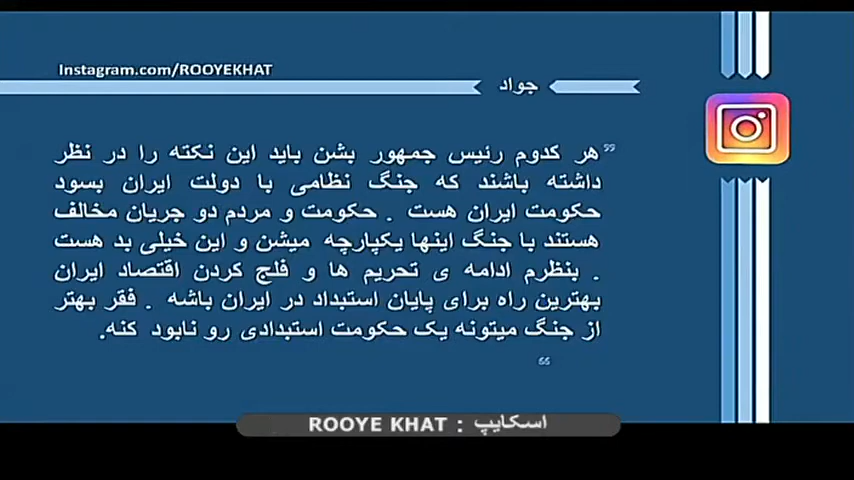 Instagram.com/ROOYEKHAT
جواد
” هر کدوم رئیس جمهور بشن باید این نکته را در نظر
داشته باشند که جنگ نظامی با دولت ایران بسود
حکومت ایران هست . حکومت و مردم دو جریان مخالف
هستند با جنگ اینها یکپارچه میشن و این خیلی بد هست
. بنظرم ادامه ی تحریم ها و فلج کردن اقتصاد ایران
بهترین راه برای پایان استبداد در ایران باشه . فقر بهتر
از جنگ میتونه یک حکومت استبدادی رو نابود کنه.
“
اسکایپ : ROOYE KHAT